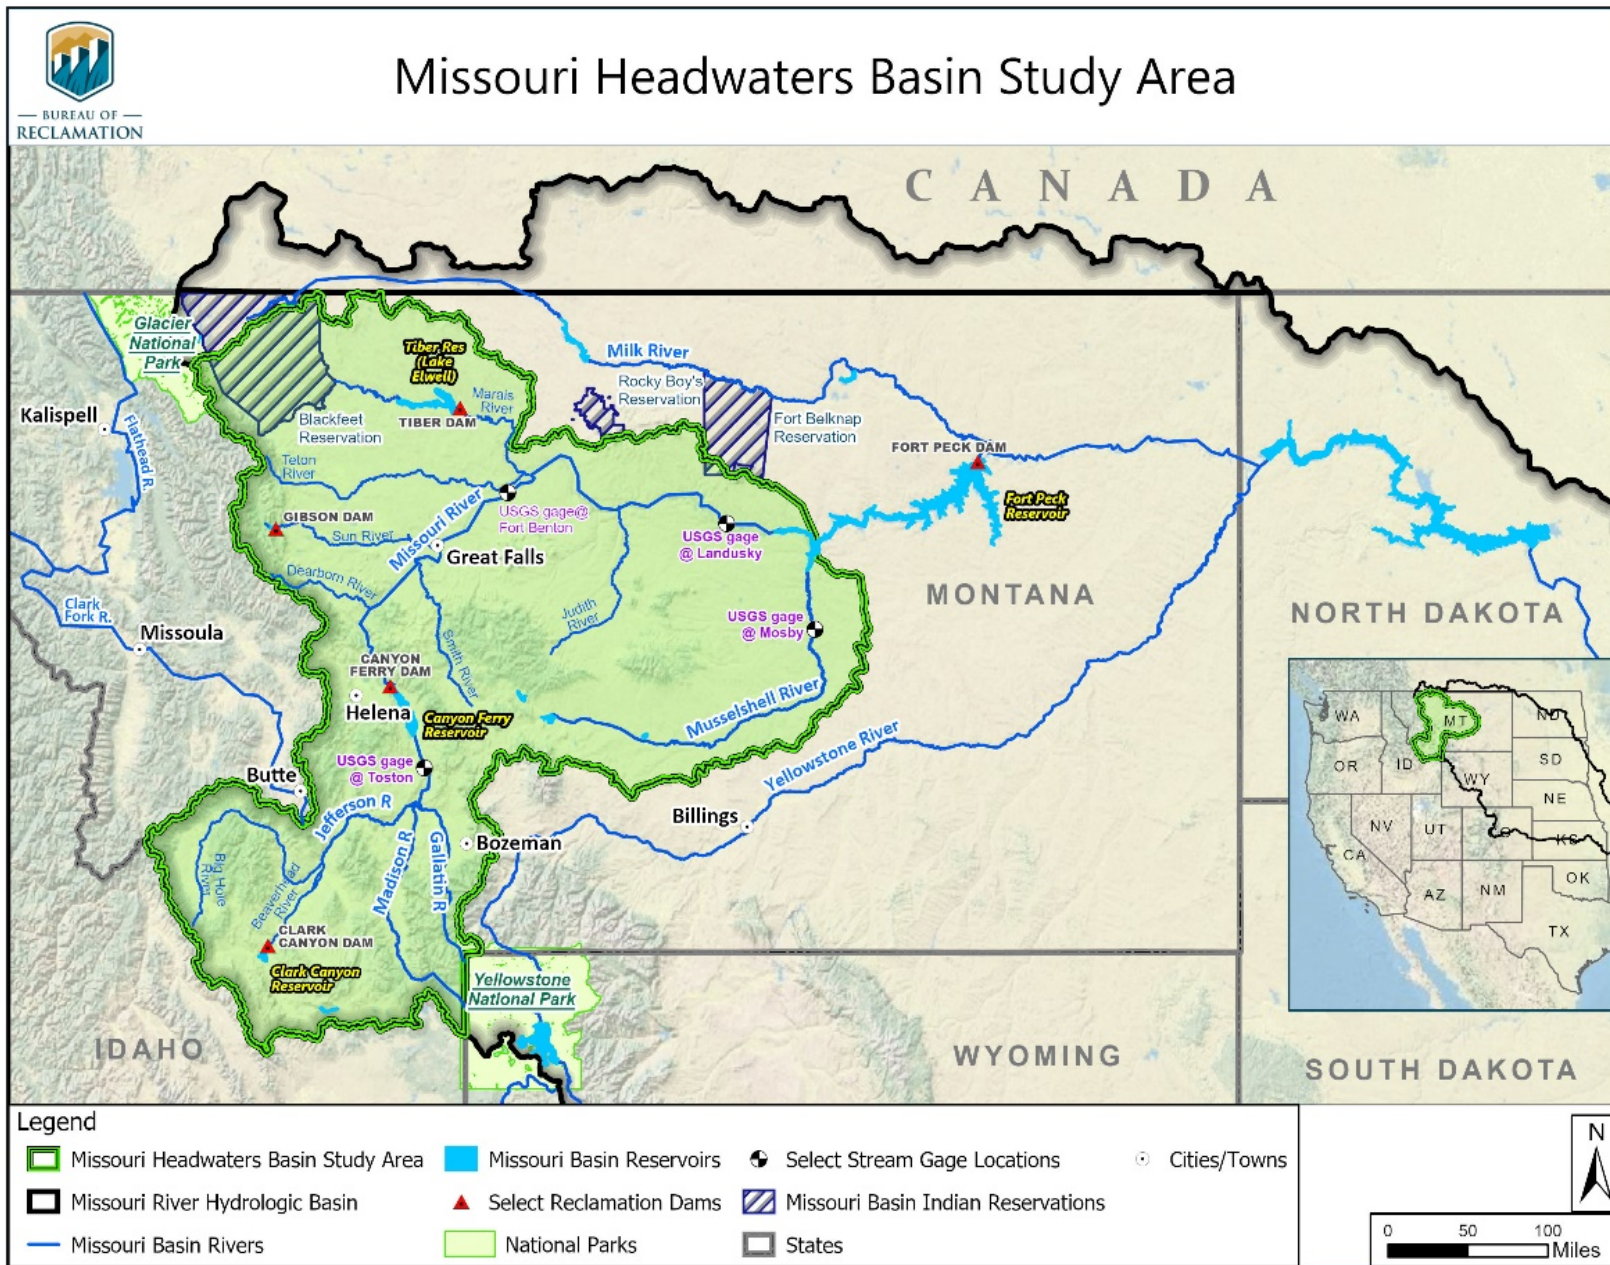 BUREAU OF
RECLAMATION
Missouri Headwaters Basin Study Area
CANADA
Glacier
National
Park
Kalispell
Flathead R.
Tiber Res
(Lake
Elwell)
Marais
River
TIBER DAM
Blackfeet
Reservation
Milk River
Rocky Boy's
Reservation
Fort Belknap
Reservation
FORT PECK DAM
Fort Peck
Reservoir
Teton
River
GIBSON DAM
Sun River
Missouri River
USGS gage@
Fort Benton
Great Falls
USGS gage
@ Landusky
Dearborn River
Clark
Fork R.
Missoula
Smith River
Judith
River
USGS gage
@ Mosby
MONTANA
NORTH DAKOTA
CANYON
FERRY DAM
Helena
Canyon Ferry
Reservoir
Musselshell River
Yellowstone River
USGS gage
@ Toston
Butte
Jefferson R
Billings
Bozeman
Madison R
Gallatin R
Big Hole
River
Beaverhead
River
CLARK
CANYON DAM
Clark Canyon
Reservoir
Yellowstone
National Park
IDAHO
WYOMING
SOUTH DAKOTA
WA
MT
ND
OR
ID
SD
WY
NE
NV
UT
CO
KS
CA
AZ
NM
OK
TX
Legend
Missouri Headwaters Basin Study Area
Missouri Basin Reservoirs
Select Stream Gage Locations
Cities/Towns
Missouri River Hydrologic Basin
Select Reclamation Dams
Missouri Basin Indian Reservations
Missouri Basin Rivers
National Parks
States
N
0 50 100
Miles